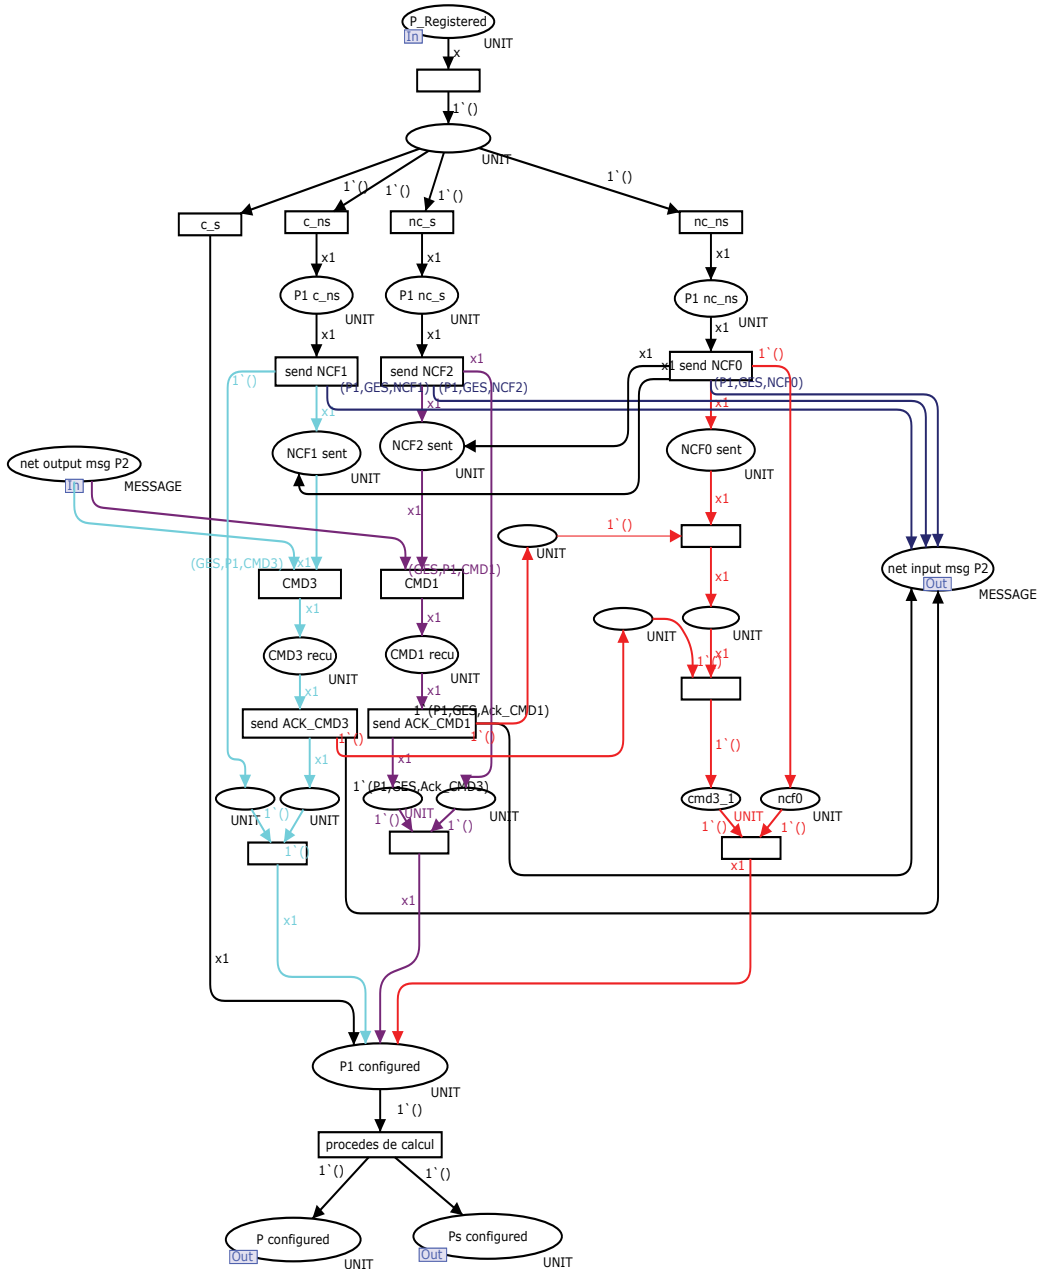 P_Registered
In
UNIT
x
1`()
UNIT
1`()
1`()
1`()
1`()
c_s
c_ns
nc_s
nc_ns
x1
x1
x1
P1 c_ns
P1 nc_s
P1 nc_ns
UNIT
UNIT
UNIT
x1
x1
x1
send NCF1
send NCF2
x1
x1
x1
send NCF0
1`()
1`()
(P1,GES,NCF1)
(P1,GES,NCF2)
(P1,GES,NCF0)
x1
x1
x1
NCF1 sent
NCF2 sent
NCF0 sent
UNIT
UNIT
UNIT
net output msg P2
In
MESSAGE
x1
x1
1`()
UNIT
(GES,P1,CMD3)
x1
(GES,P1,CMD1)
CMD3
CMD1
net input msg P2
Out
MESSAGE
x1
x1
x1
UNIT
UNIT
CMD3 recu
CMD1 recu
UNIT
UNIT
1`()
x1
x1
x1
1`(P1,GES,Ack_CMD1)
send ACK_CMD3
send ACK_CMD1
1`()
1`()
1`()
x1
x1
1`(P1,GES,Ack_CMD3)
cmd3_1
ncf0
UNIT
UNIT
UNIT
UNIT
UNIT
UNIT
1`()
1`()
1`()
1`()
1`()
1`()
x1
x1
x1
x1
P1 configured
UNIT
1`()
procedes de calcul
1`()
1`()
P configured
Out
UNIT
Ps configured
Out
UNIT